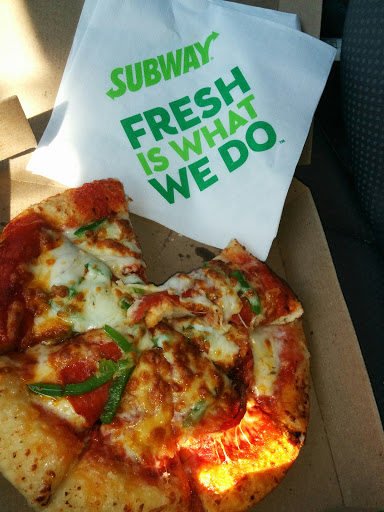 SUBWAY
FRESH
IS WHAT
WE DO.